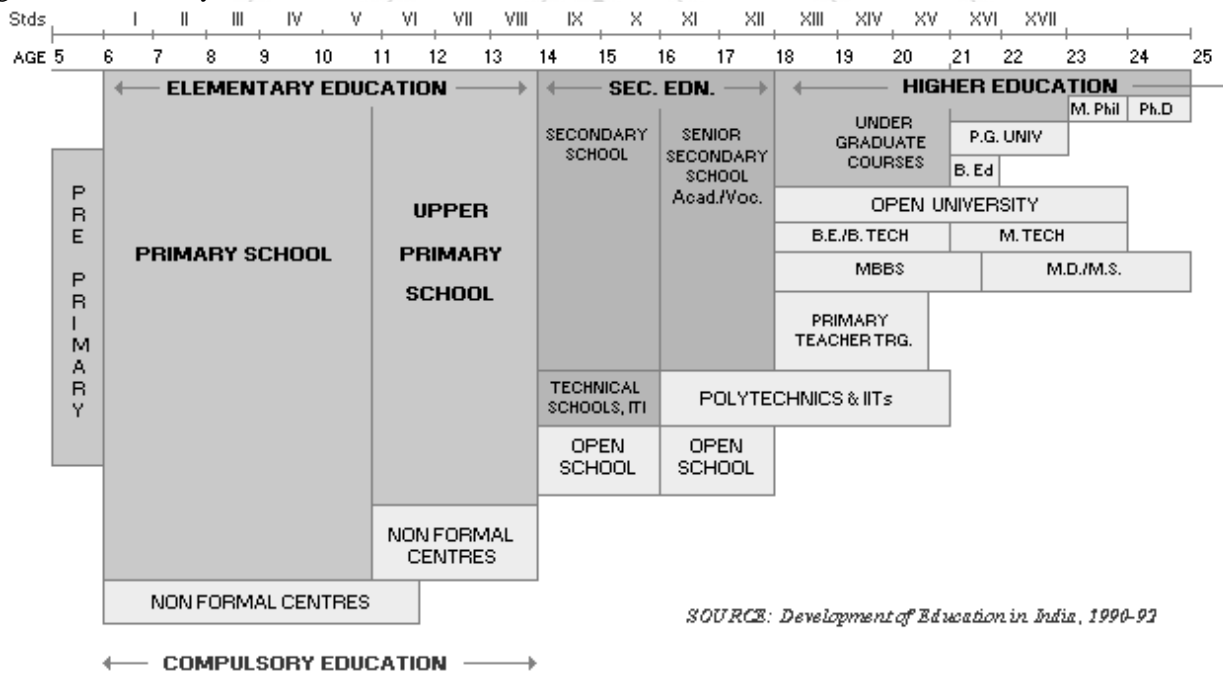 Stds I II III IV V VI VII VIII IX X XI XII XIII XIV XV XVI XVII
AGE 5 6 7 8 9 10 11 12 13 14 15 16 17 18 19 20 21 22 23 24 25
ELEMENTARY EDUCATION
SEC. EDN.
HIGHER EDUCATION
M. Phil
Ph.D
P.G. UNIV
B. Ed
UNDER
GRADUATE
COURSES
SECONDARY
SCHOOL
SENIOR
SECONDARY
SCHOOL
Acad./Voc.
PRE PRIMARY
PRIMARY SCHOOL
UPPER
PRIMARY
SCHOOL
OPEN UNIVERSITY
B.E./B. TECH
M. TECH
MBBS
M.D./M.S.
PRIMARY
TEACHER TRG.
TECHNICAL
SCHOOLS, ITI
POLYTECHNICS & IITs
OPEN
SCHOOL
OPEN
SCHOOL
NON FORMAL
CENTRES
NON FORMAL CENTRES
SOURCE: Development of Education in India, 1990-92
COMPULSORY EDUCATION